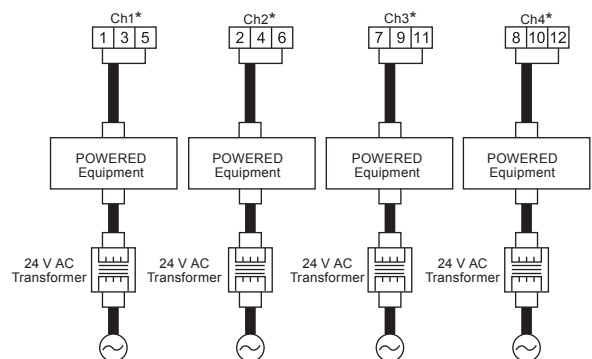 Ch1* Ch2* Ch3* Ch4*
1 3 5 2 4 6 7 9 11 8 10 12
POWERED POWERED POWERED POWERED
Equipment Equipment Equipment Equipment
24 V AC 24 V AC 24 V AC 24 V AC
Transformer Transformer Transformer Transformer